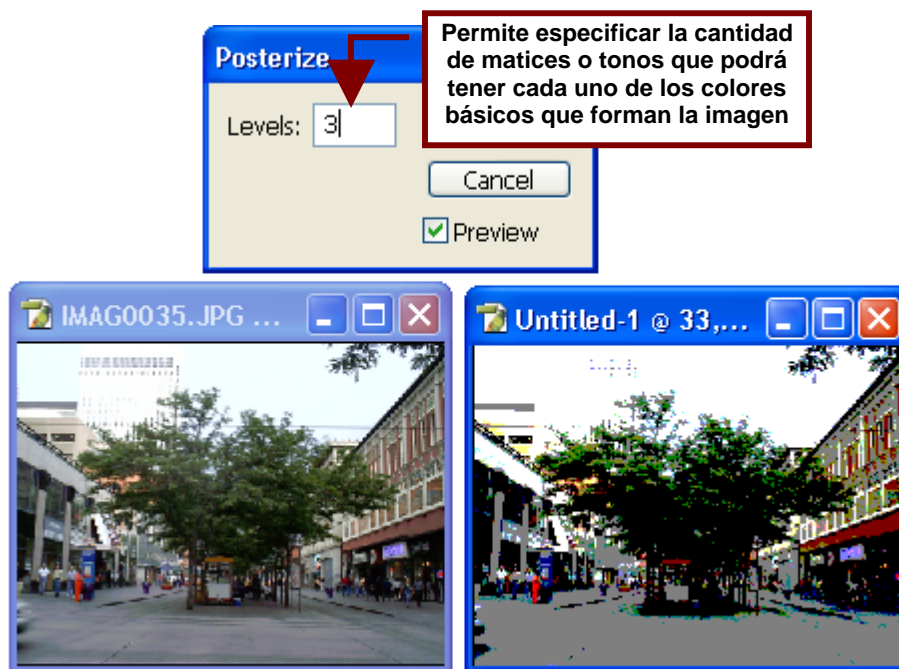 Posterize
Permite especificar la cantidad
de matices o tonos que podrá
tener cada uno de los colores
básicos que forman la imagen
Levels: 3
Cancel
Preview
IMAG0035.JPG ...
Untitled-1 @ 33,...